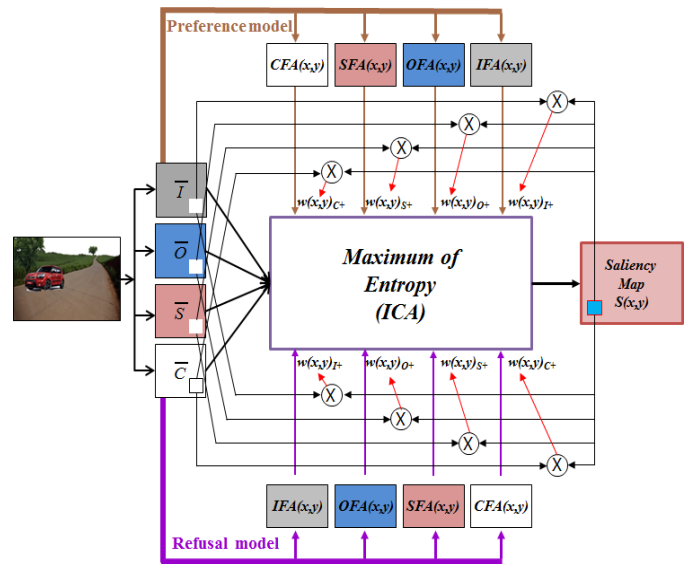 Preference model
CFA(x,y) SFA(x,y) OFA(x,y) IFA(x,y)
X
X
X
X
w(x,y)C+ w(x,y)S+ w(x,y)O+ w(x,y)I+
I
O
S
C
Maximum of
Entropy
(ICA)
Saliency
Map
S(x,y)
w(x,y)I+ w(x,y)O+ w(x,y)S+ w(x,y)C+
X
X
X
X
IFA(x,y) OFA(x,y) SFA(x,y) CFA(x,y)
Refusal model